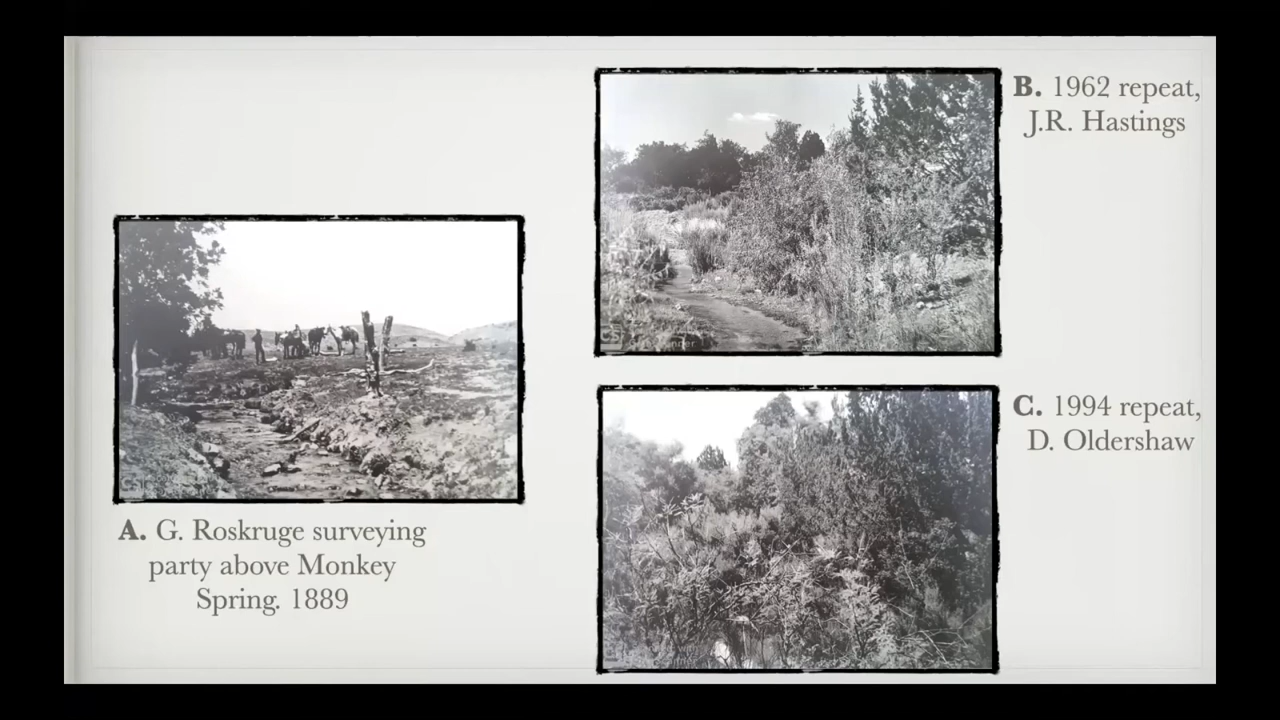 B. 1962 repeat,
J.R. Hastings
A. G. Roskruge surveying
party above Monkey
Spring. 1889
C. 1994 repeat,
D. Oldershaw